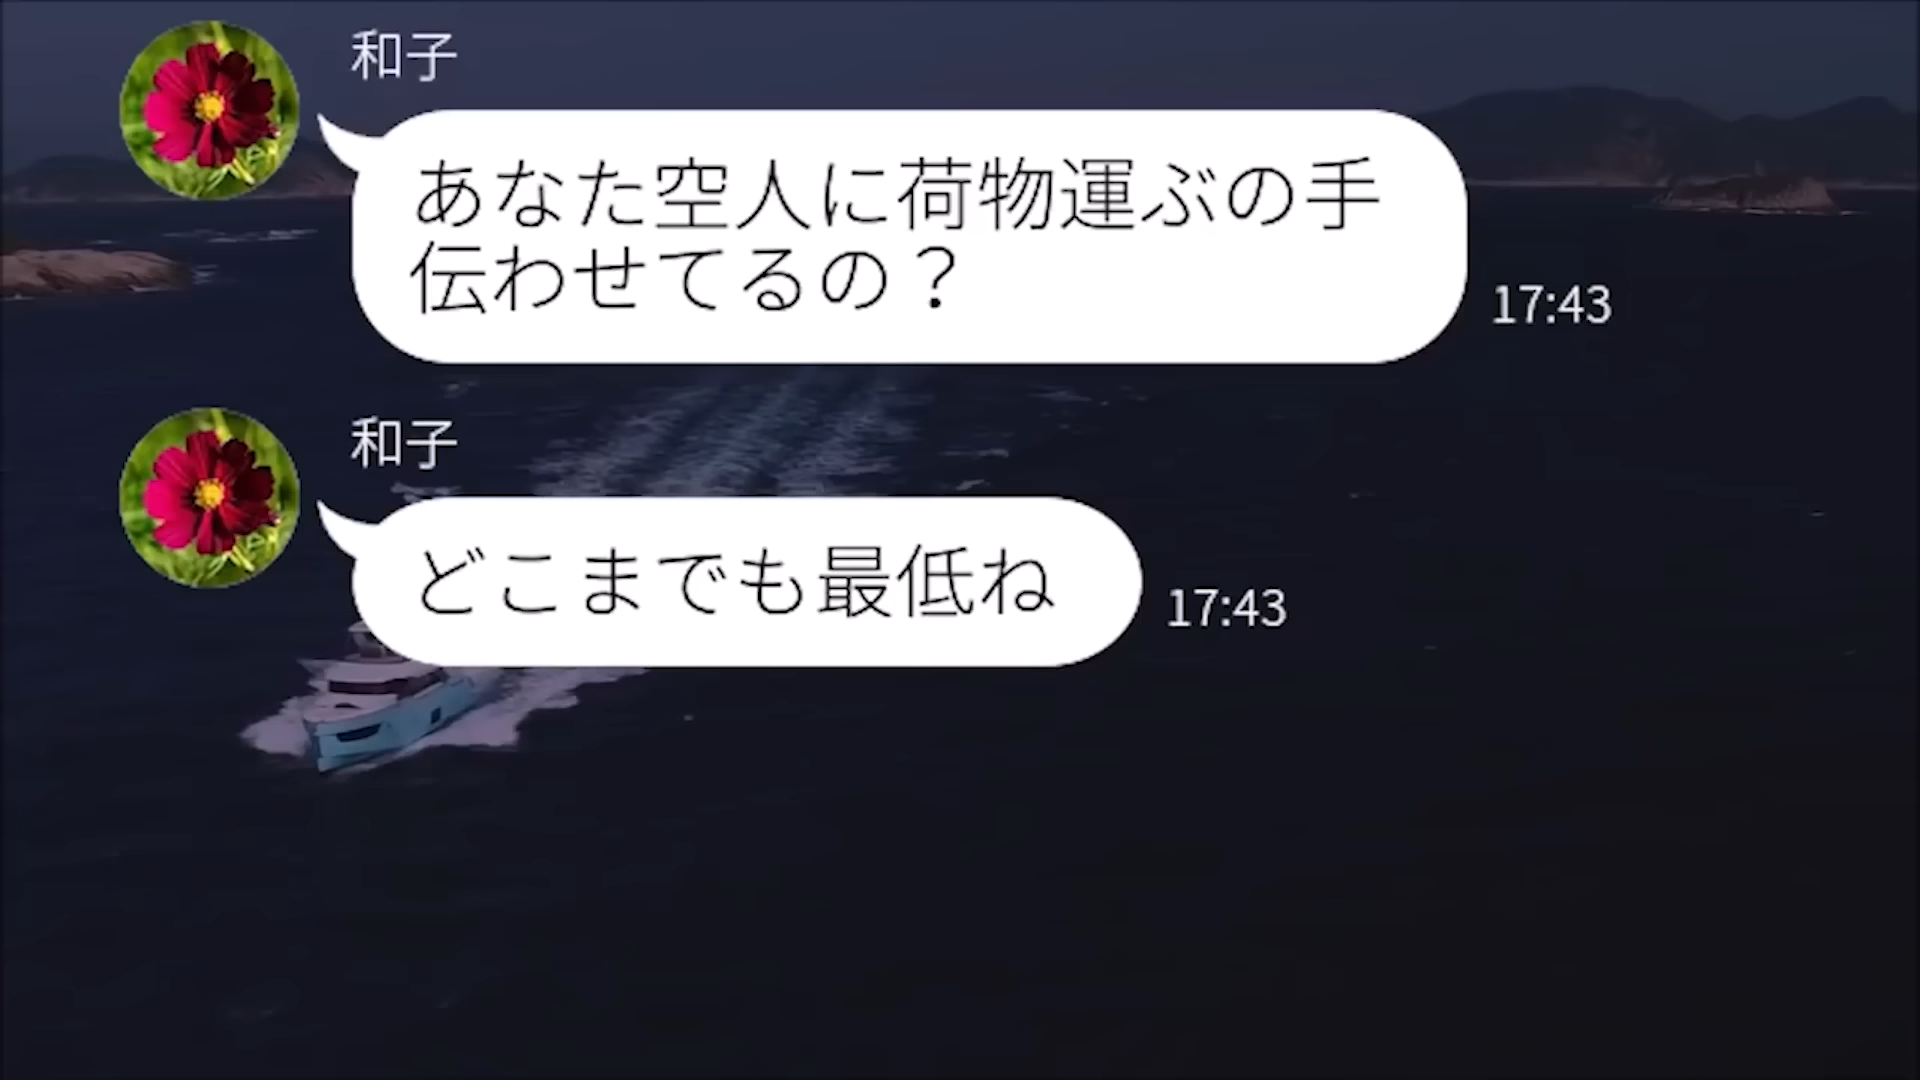 和子
あなた空人に荷物運ぶの手
伝わせてるの？
17:43
和子
どこまでも最低ね
17:43